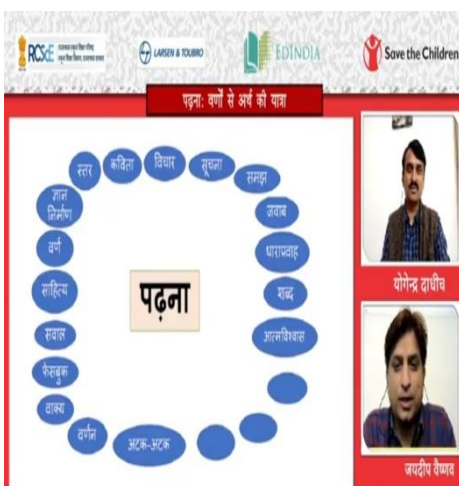 RCScE
LARSEN & TOUBRO
EDINDIA
Save the Children
पढ़ना: वर्णों से अर्थ की यात्रा
स्तर
कविता
विचार
सूचना
समझ
ज्ञान
निर्माण
जवाब
वर्ण
धाराप्रवाह
साहित्य
पढ़ना
शब्द
सवाल
आत्मविश्वास
फेसबुक
वाक्य
वर्णन
अटक-अटक
योगेन्द्र दाधीच
जयदीप वैष्णव